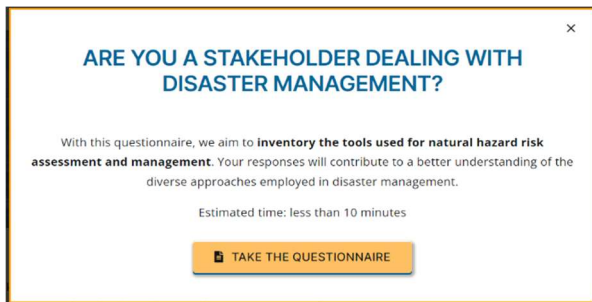 ARE YOU A STAKEHOLDER DEALING WITH
DISASTER MANAGEMENT?
With this questionnaire, we aim to inventory the tools used for natural hazard risk
assessment and management. Your responses will contribute to a better understanding of the
diverse approaches employed in disaster management.
Estimated time: less than 10 minutes
TAKE THE QUESTIONNAIRE